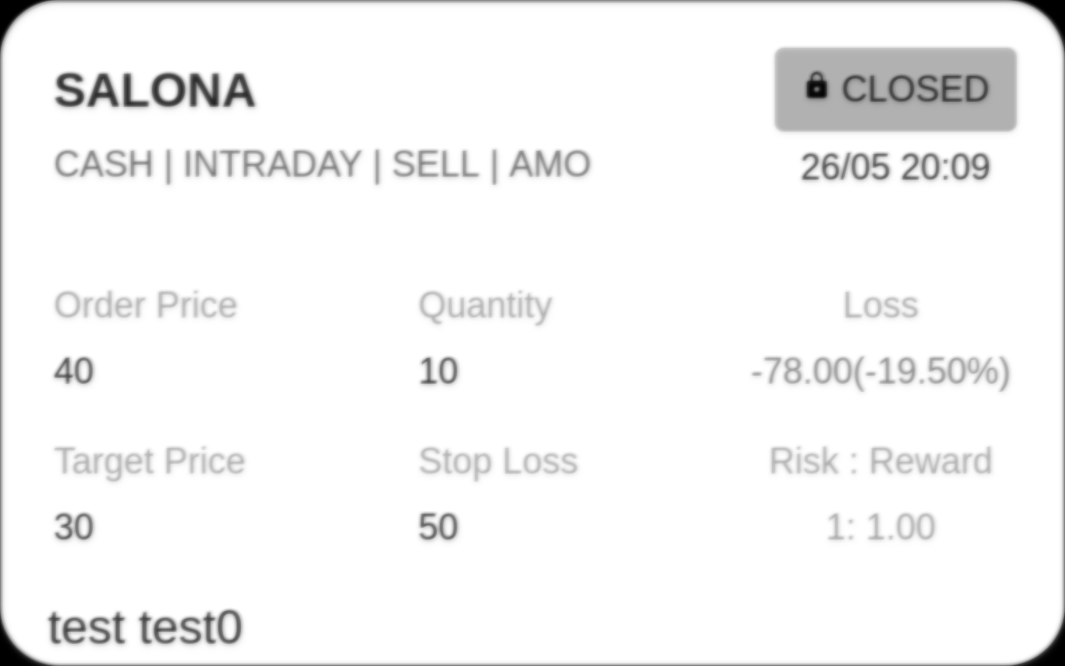 SALONA
CLOSED
CASH | INTRADAY | SELL | AMO
26/05 20:09
Order Price Quantity Loss
40 10 -78.00(-19.50%)
Target Price Stop Loss Risk : Reward
30 50 1: 1.00
test test0